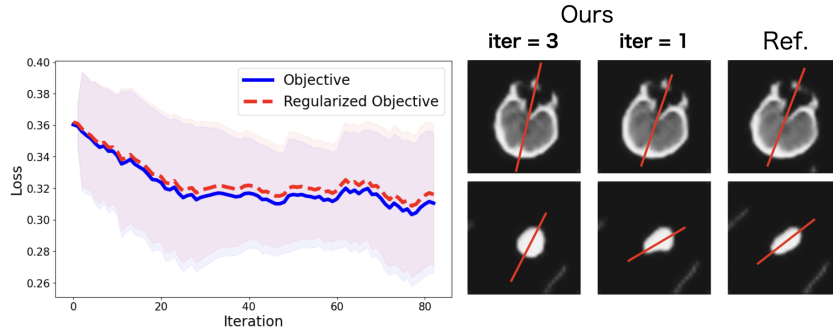 Ours
iter = 3 iter = 1 Ref.
0.40
0.38
0.36
0.34
0.32
0.30
0.28
0.26
Loss
Objective
Regularized Objective
0 20 40 60 80
Iteration